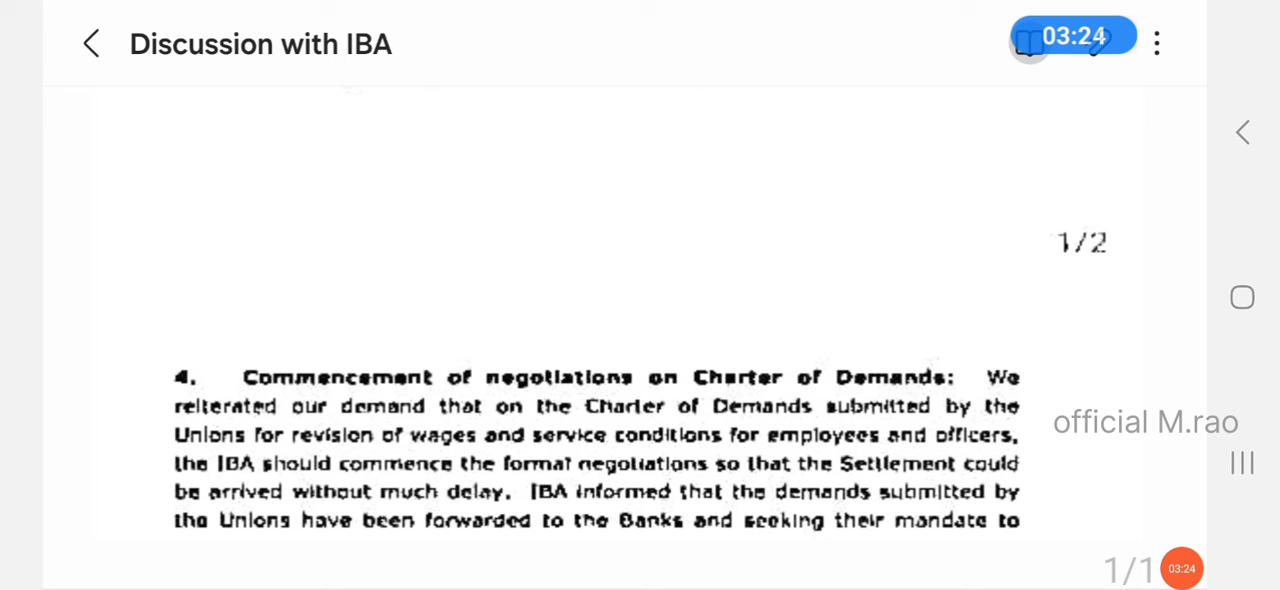 Discussion with IBA
03:24
1/2
4. Commencement of negotiations on Charter of Demands: We
reiterated our demand that on the Charter of Demands submitted by the
Unions for revision of wages and service conditions for employees and officers,
the IBA should commence the formal negotiations so that the Settlement could
be arrived without much delay. IBA informed that the demands submitted by
the Unions have been forwarded to the Banks and seeking their mandate to
official M.rao
1/1
03:24